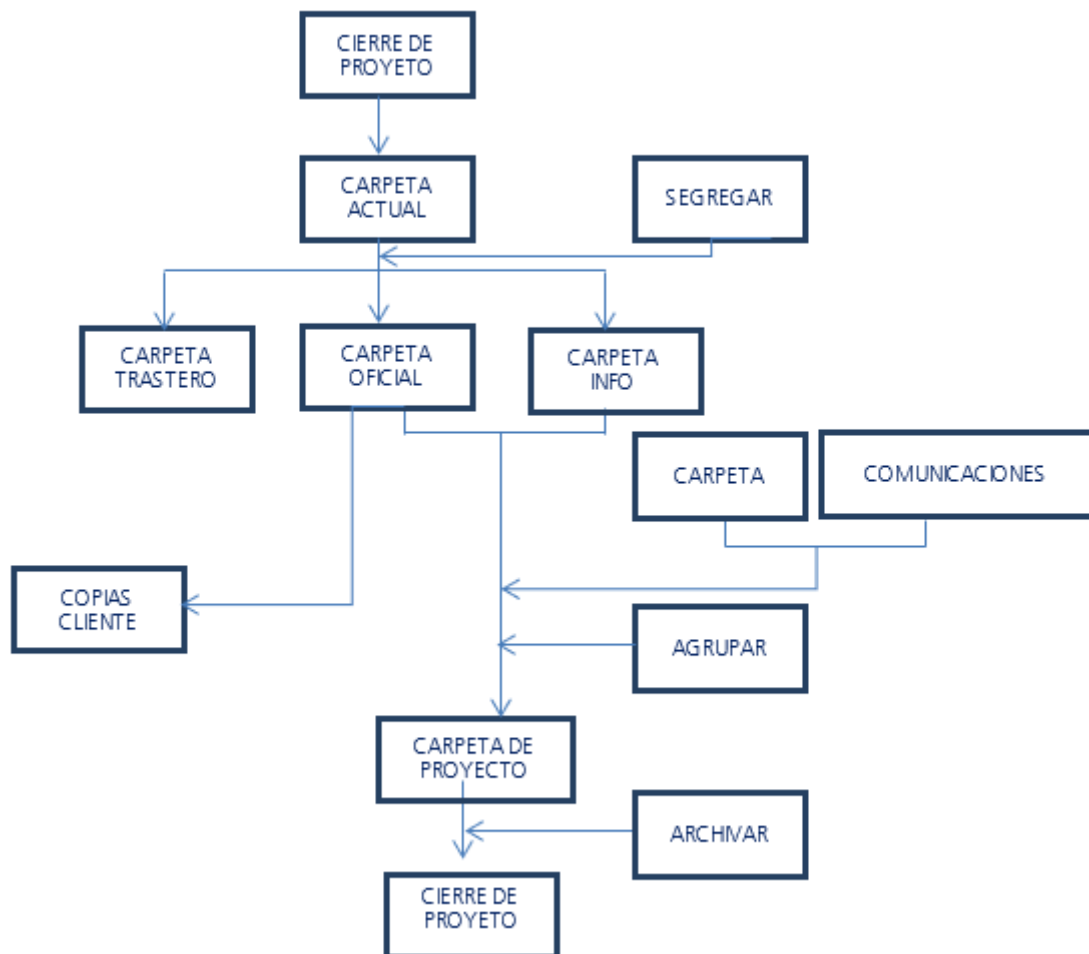 CIERRE DE
PROYETO
CARPETA
ACTUAL
SEGREGAR
CARPETA
TRASTERO
CARPETA
OFICIAL
CARPETA
INFO
CARPETA
COMUNICACIONES
COPIAS
CLIENTE
AGRUPAR
CARPETA DE
PROYECTO
ARCHIVAR
CIERRE DE
PROYETO